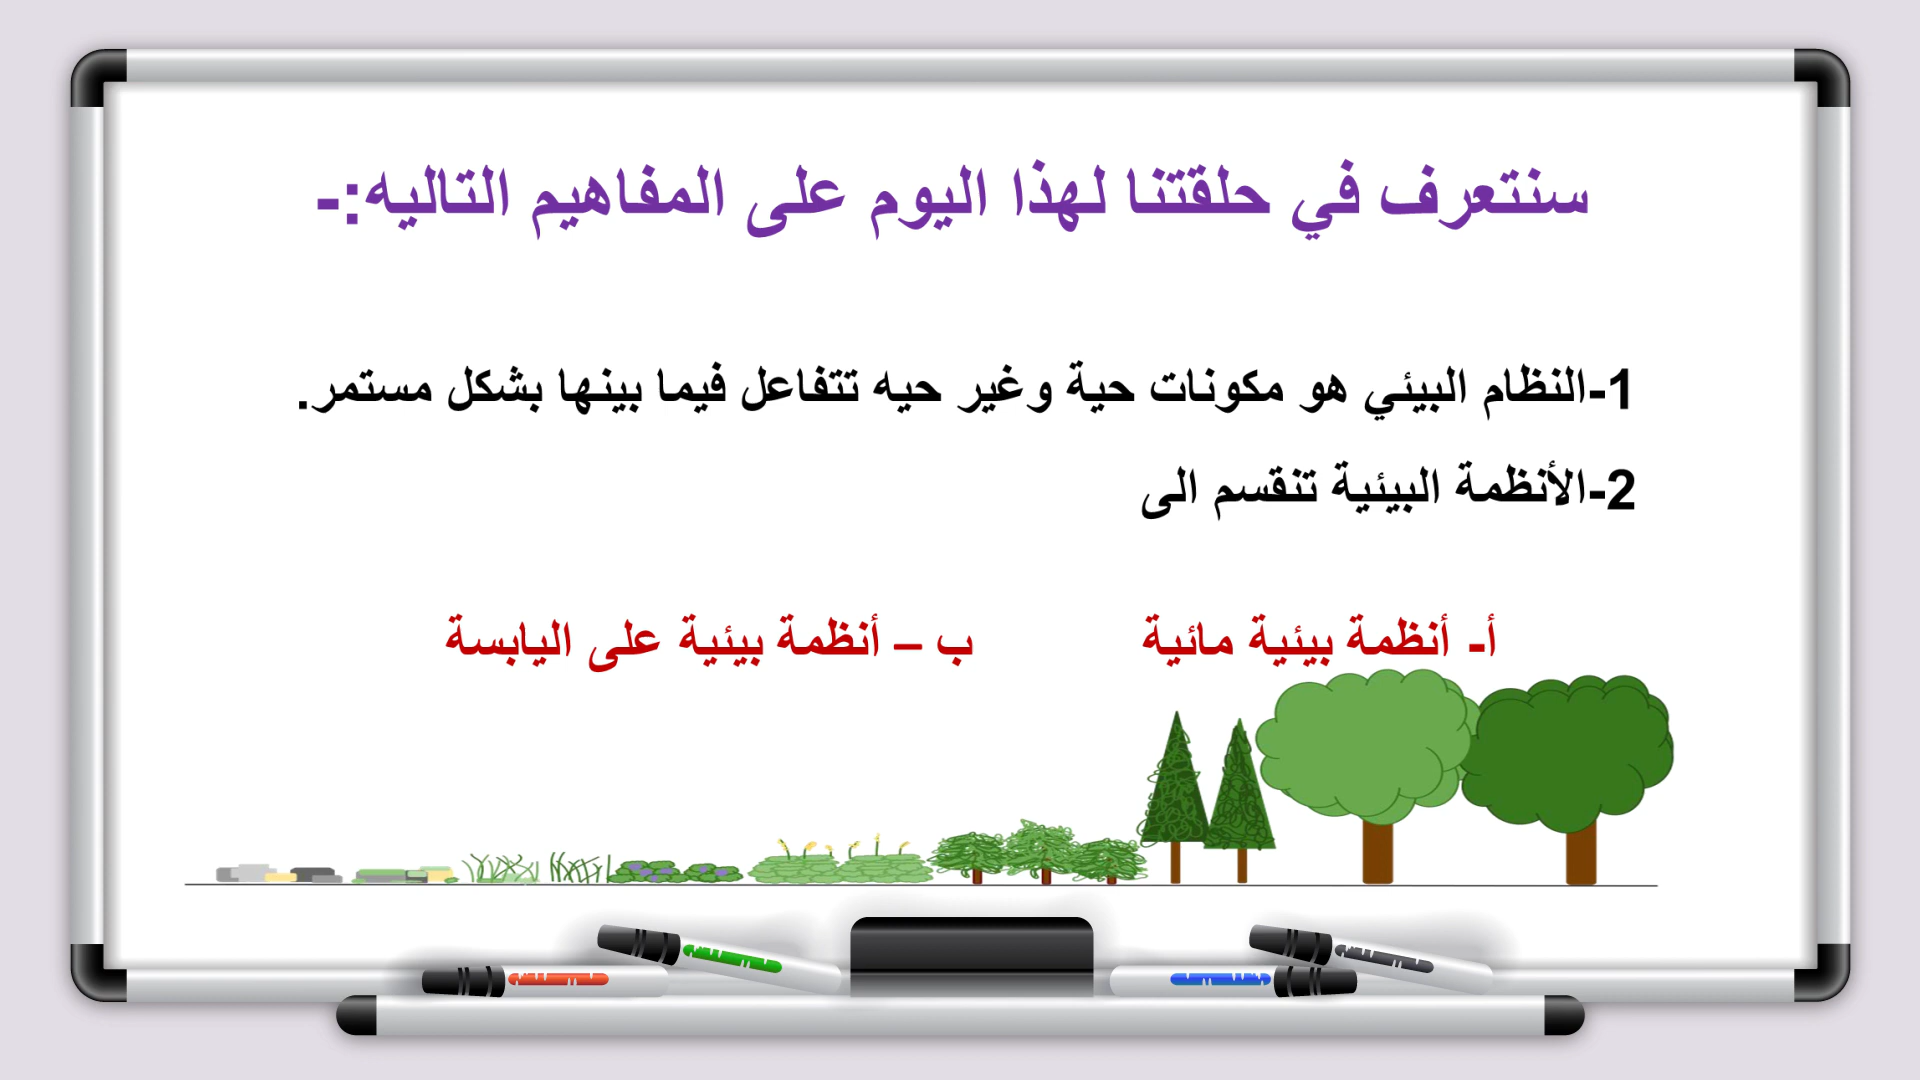 سنتعرف في حلقتنا لهذا اليوم على المفاهيم التاليه:-
1-النظام البيئي هو مكونات حية وغير حيه تتفاعل فيما بينها بشكل مستمر.
2-الأنظمة البيئية تنقسم الى
أ- أنظمة بيئية مائية ب – أنظمة بيئية على اليابسة